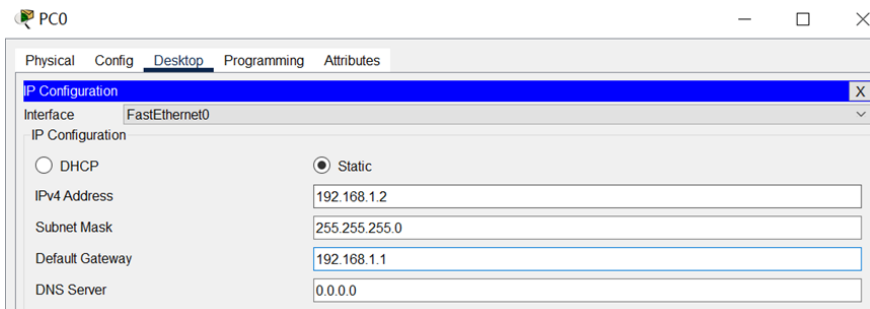 PC0
Physical Config Desktop Programming Attributes
IP Configuration X
Interface FastEthernet0
IP Configuration
DHCP Static
IPv4 Address 192.168.1.2
Subnet Mask 255.255.255.0
Default Gateway 192.168.1.1
DNS Server 0.0.0.0